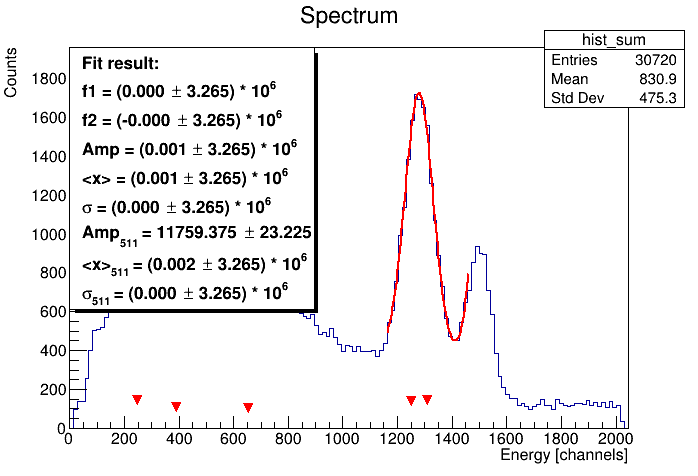 Spectrum
hist_sum
Entries 30720
Mean 830.9
Std Dev 475.3
Counts
Fit result:
f1 = (0.000 ± 3.265) * 10⁶
f2 = (-0.000 ± 3.265) * 10⁶
Amp = (0.001 ± 3.265) * 10⁶
<x> = (0.001 ± 3.265) * 10⁶
σ = (0.000 ± 3.265) * 10⁶
Amp₅₁₁ = 11759.375 ± 23.225
<x>₅₁₁ = (0.002 ± 3.265) * 10⁶
σ₅₁₁ = (0.000 ± 3.265) * 10⁶
1800
1600
1400
1200
1000
800
600
400
200
0
0 200 400 600 800 1000 1200 1400 1600 1800 2000
Energy [channels]